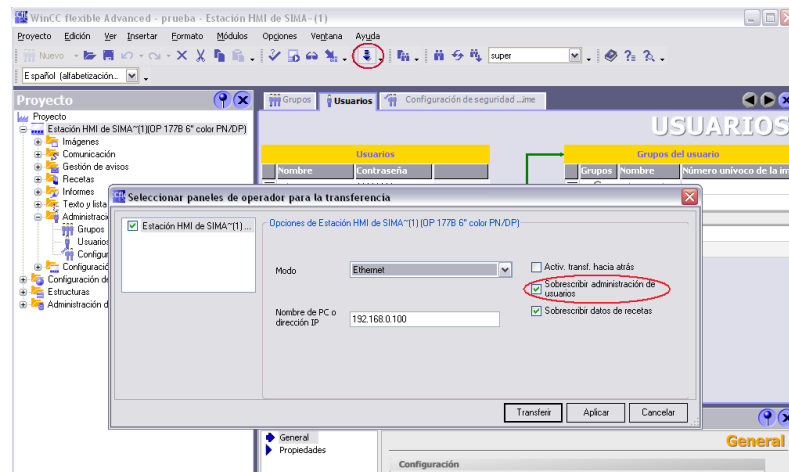 WinCC flexible Advanced - prueba - Estación HMI de SIMA~(1)
Proyecto Edición Ver Insertar Formato Módulos Opciones Ventana Ayuda
Nuevo super
Español (alfabetización...
Proyecto
Grupos Usuarios Configuración de seguridad ...ime
Proyecto
Estación HMI de SIMA~(1)(OP 177B 6" color PN/DP)
USUARIOS
Imágenes
Comunicación
Gestión de avisos
Usuarios Grupos del usuario
Recetas
Nombre Contraseña Grupos Nombre Número unívoco de la im
Informes
Texto y lista
Seleccionar paneles de operador para la transferencia
Administraci
Grupos
Usuarios
Configur
Configuració
Configuración de
Estructuras
Administración d
Estación HMI de SIMA~(1) ...
Opciones de Estación HMI de SIMA~(1) (OP 177B 6" color PN/DP)
Modo Ethernet
Activ. transf. hacia atrás
Sobrescribir administración de
usuarios
Nombre de PC o
dirección IP
192.168.0.100
Sobrescribir datos de recetas
Transferir Aplicar Cancelar
General
General
Propiedades
Configuración